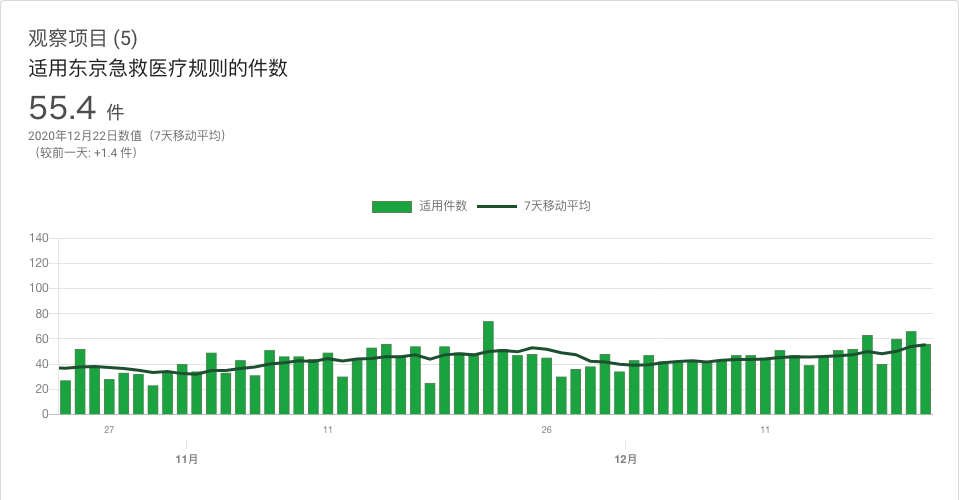 观察项目 (5)
适用东京急救医疗规则的件数
55.4 件
2020年12月22日数值（7天移动平均）
（较前一天: +1.4 件）
适用件数 7天移动平均
140
120
100
80
60
40
20
0
27 11 26 11
11月 12月